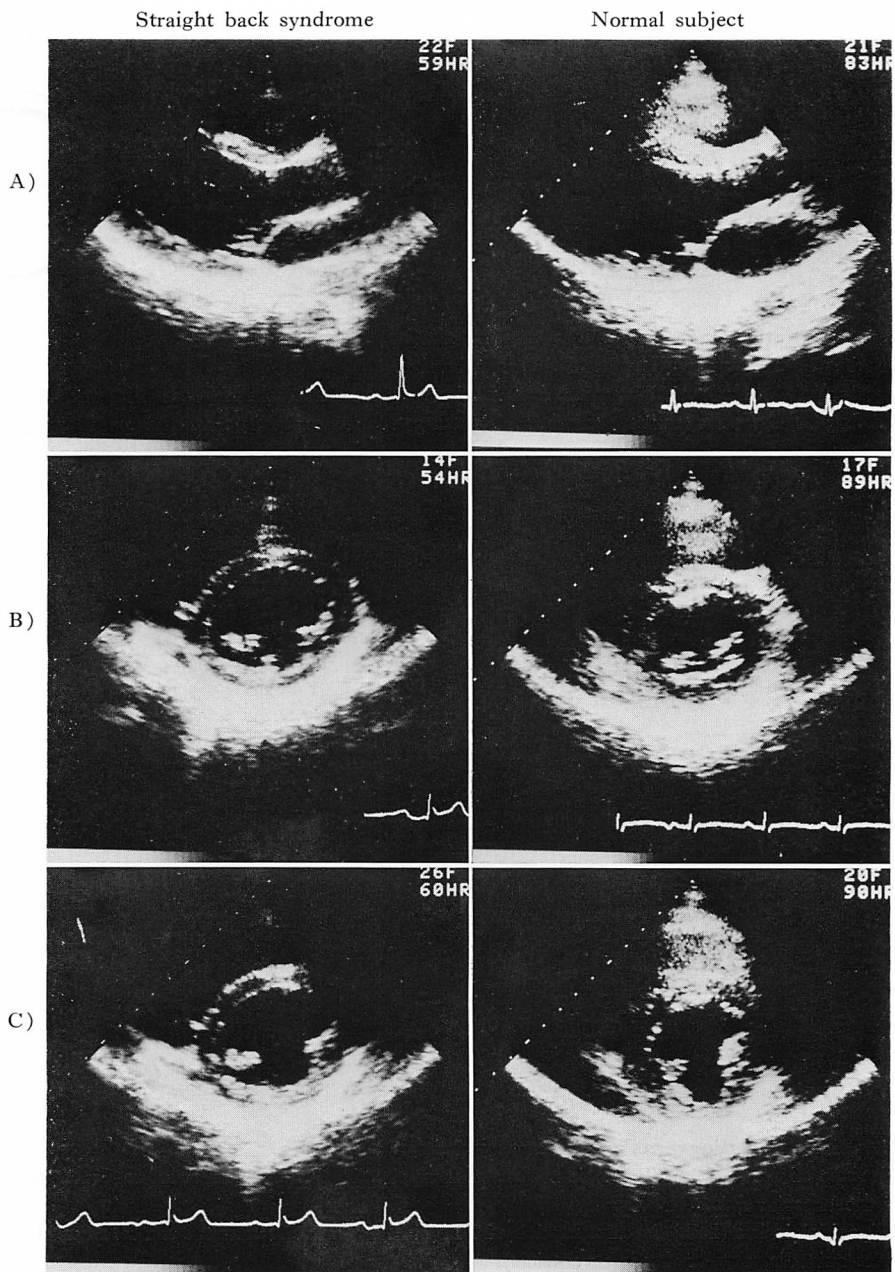 Straight back syndrome
Normal subject
A)
22F
59HR
21F
83HR
B)
14F
54HR
17F
89HR
C)
26F
60HR
20F
90HR